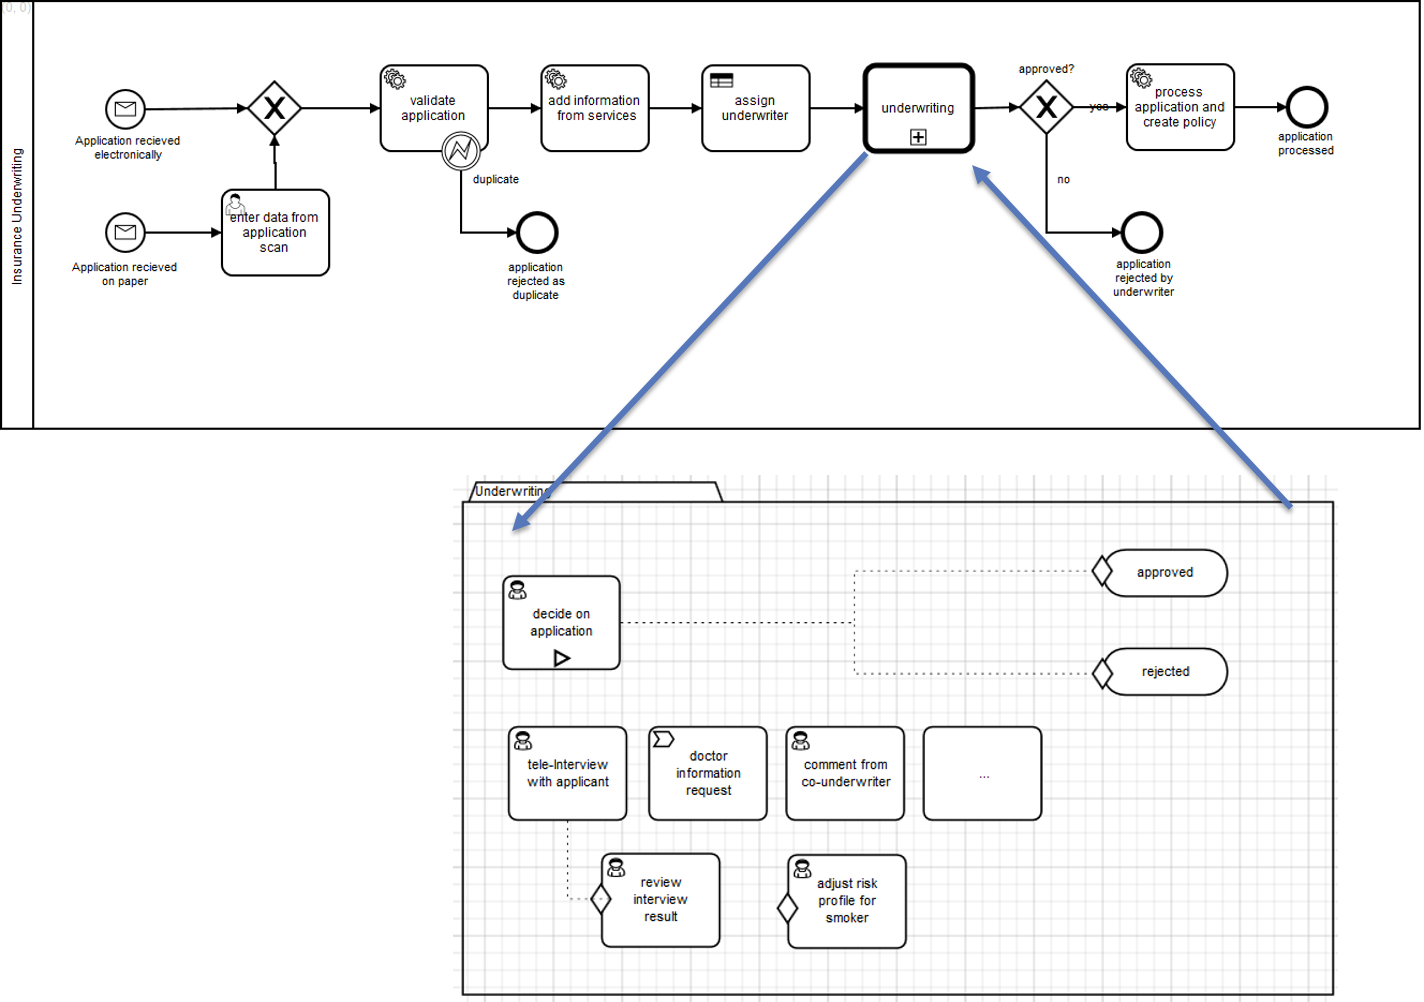 (0, 0)
Insurance Underwriting
Application recieved
electronically
Application recieved
on paper
enter data from
application
scan
validate
application
duplicate
application
rejected as
duplicate
add information
from services
assign
underwriter
underwriting
approved?
yes
no
application
rejected by
underwriter
process
application and
create policy
application
processed
Underwriting
decide on
application
approved
rejected
tele-Interview
with applicant
doctor
information
request
comment from
co-underwriter
...
review
interview
result
adjust risk
profile for
smoker